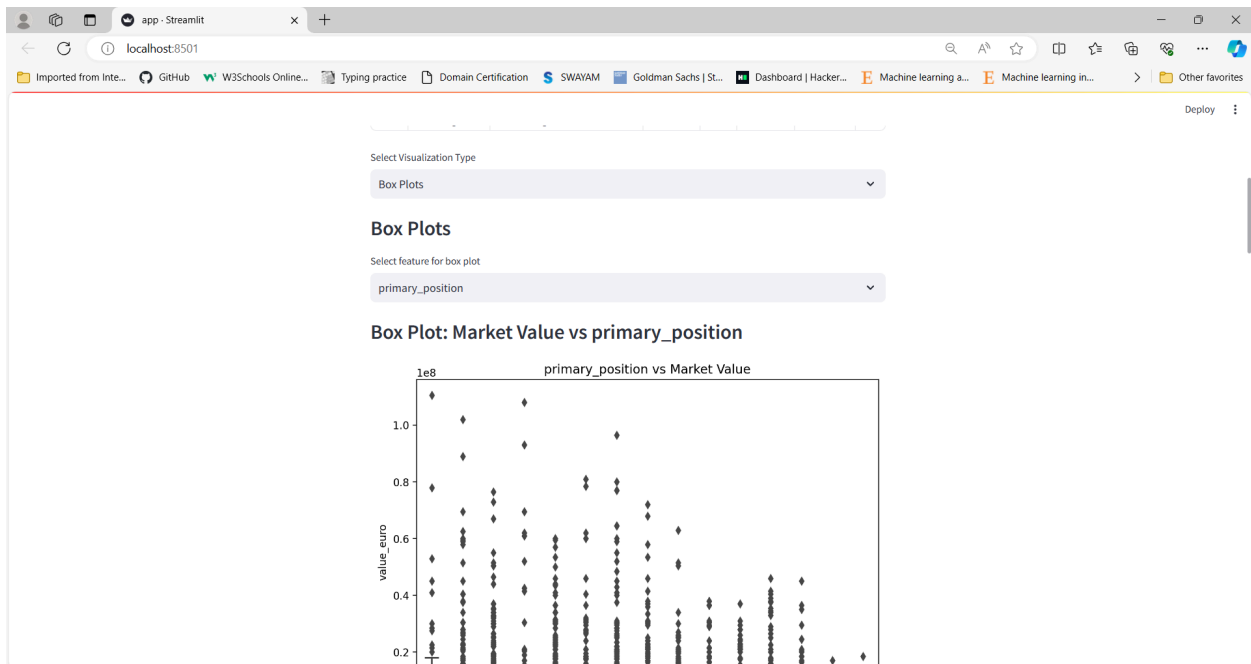 app · Streamlit
localhost:8501
Imported from Inte... GitHub W3Schools Online... Typing practice Domain Certification SWAYAM Goldman Sachs | St... Dashboard | Hacker... Machine learning a... Machine learning in... Other favorites
Deploy
Select Visualization Type
Box Plots
Box Plots
Select feature for box plot
primary_position
Box Plot: Market Value vs primary_position
primary_position vs Market Value
1e8
1.0
0.8
0.6
0.4
0.2
value_euro